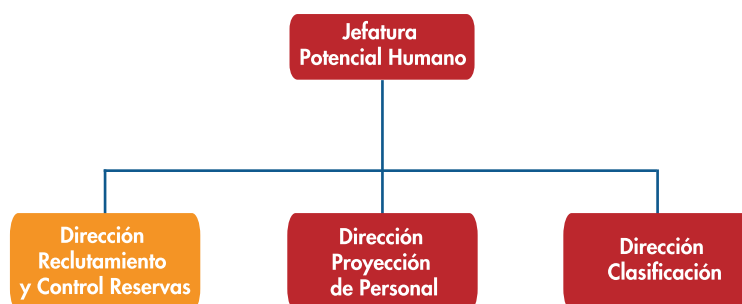 Jefatura
Potencial Humano
Dirección
Reclutamiento
y Control Reservas
Dirección
Proyección
de Personal
Dirección
Clasificación